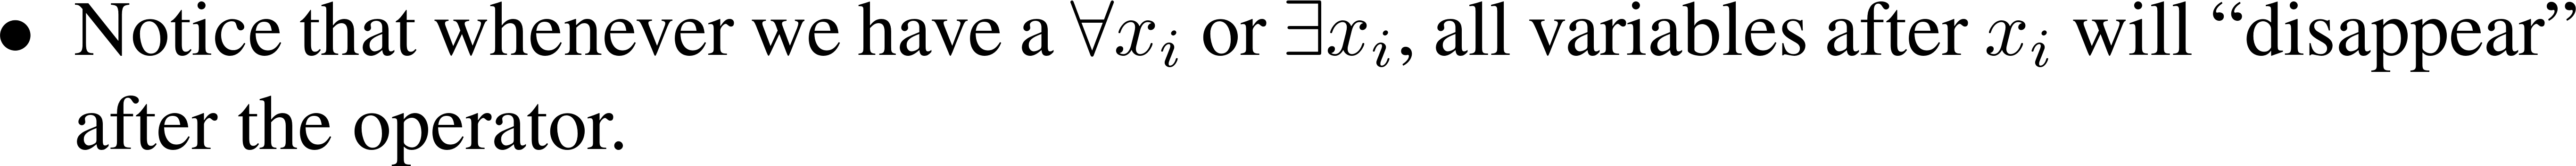 • Notice that whenever we have a ∀xᵢ or ∃xᵢ, all variables after xᵢ will “disappear”
after the operator.